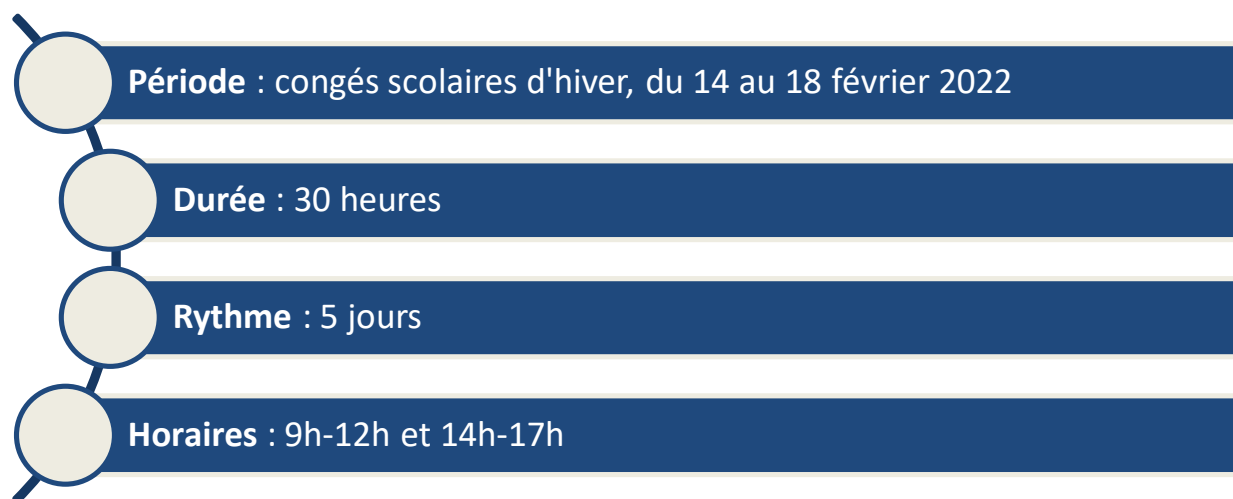 Période : congés scolaires d'hiver, du 14 au 18 février 2022
Durée : 30 heures
Rythme : 5 jours
Horaires : 9h-12h et 14h-17h